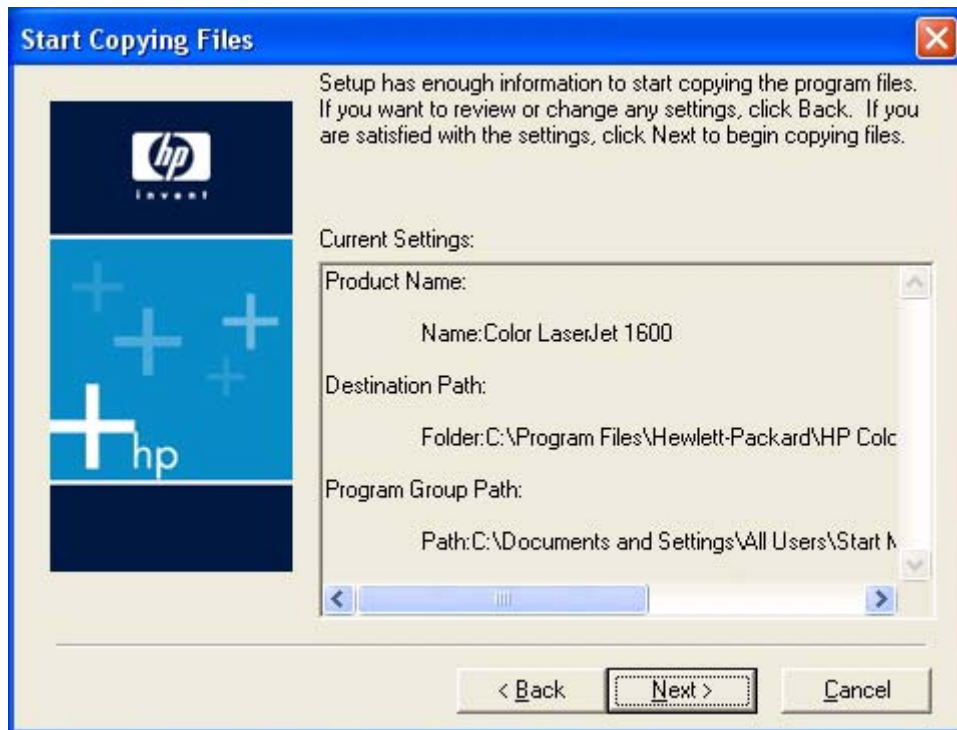 Start Copying Files
Setup has enough information to start copying the program files.
If you want to review or change any settings, click Back. If you
are satisfied with the settings, click Next to begin copying files.
hp
invent
Current Settings:
Product Name:
Name:Color LaserJet 1600
Destination Path:
Folder:C:\Program Files\Hewlett-Packard\HP Colc
Program Group Path:
Path:C:\Documents and Settings\All Users\Start M
hp
< Back
Next >
Cancel